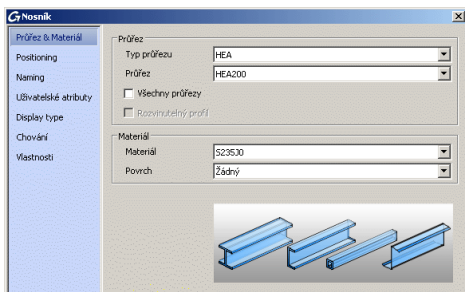 Nosník
Průřez & Materiál
Positioning
Naming
Uživatelské atributy
Display type
Chování
Vlastnosti
Průřez
Typ průřezu HEA
Průřez HEA200
Všechny průřezy
Rozvinutelný profil
Materiál
Materiál S235J0
Povrch Žádný